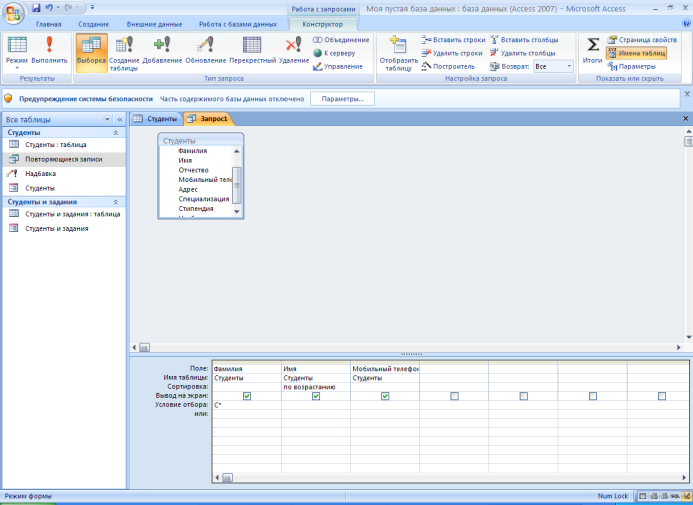 Работа с запросами
Моя пустая база данных : база данных (Access 2007) - Microsoft Access
Главная Создание Внешние данные Работа с базами данных Конструктор
Режим Выполнить
Выборка Создание таблицы Добавление Обновление Перекрестный Удаление
Объединение
К серверу
Управление
Отобразить таблицу
Вставить строки
Удалить строки
Построитель
Вставить столбцы
Удалить столбцы
Возврат: Все
Итоги
Страница свойств
Имена таблиц
Параметры
Результаты Тип запроса Настройка запроса Показать или скрыть
Предупреждение системы безопасности Часть содержимого базы данных отключено Параметры...
Все таблицы
Студенты
Студенты : таблица
Повторяющиеся записи
Надбавка
Студенты
Студенты и задания
Студенты и задания : таблица
Студенты и задания
Студенты Запрос1
Студенты
Фамилия
Имя
Отчество
Мобильный теле
Адрес
Специализация
Стипендия
Поле: Фамилия Имя Мобильный телефон
Имя таблицы: Студенты Студенты Студенты
Сортировка: по возрастанию
Вывод на экран:
Условие отбора: С*
или:
Режим формы
Num Lock
SQL